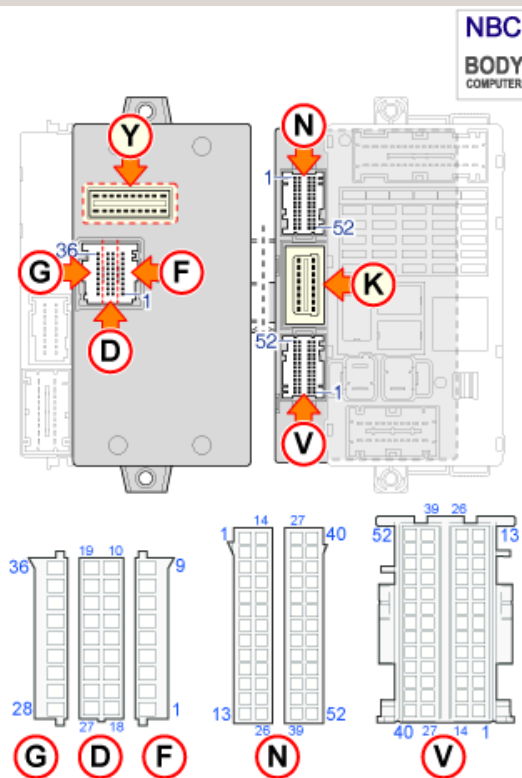 NBC
BODY
COMPUTER
Y
N
1
36
52
G
F
K
1
D
52
1
V
39 26
14 27
52 13
1 40
19 10
36 9
28 1
13 52
27 18
26 39
40 27 14 1
G D F N V